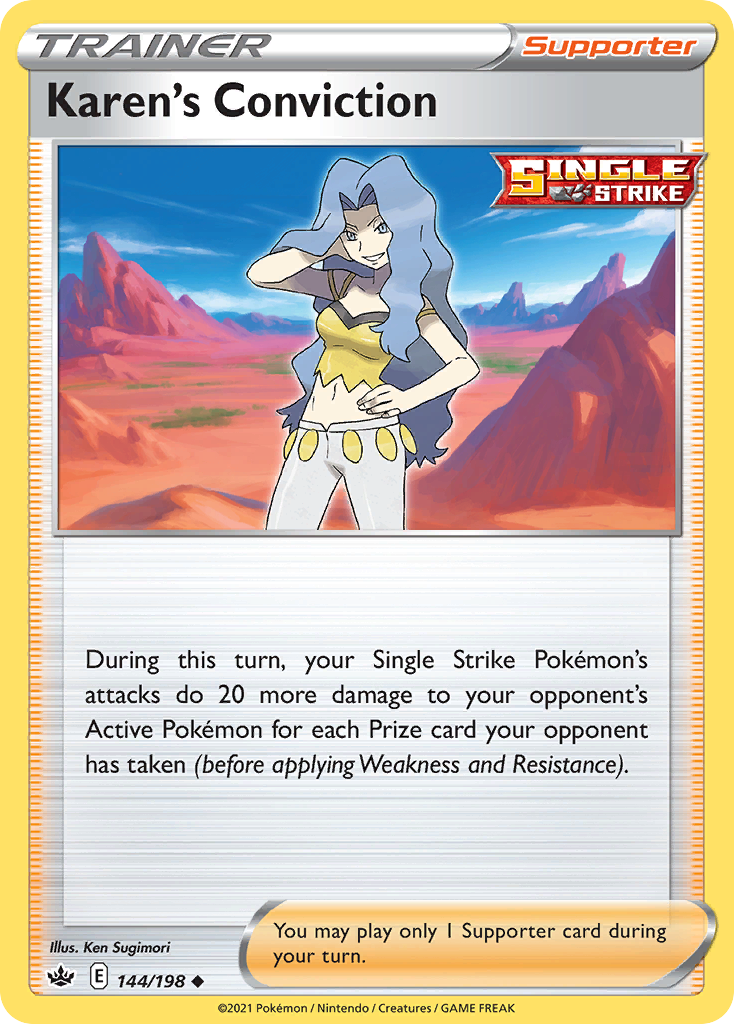 TRAINER
Supporter
Karen's Conviction
SINGLE
STRIKE
During this turn, your Single Strike Pokémon's
attacks do 20 more damage to your opponent's
Active Pokémon for each Prize card your opponent
has taken (before applying Weakness and Resistance).
Illus. Ken Sugimori
You may play only 1 Supporter card during
your turn.
E 144/198
©2021 Pokémon / Nintendo / Creatures / GAME FREAK